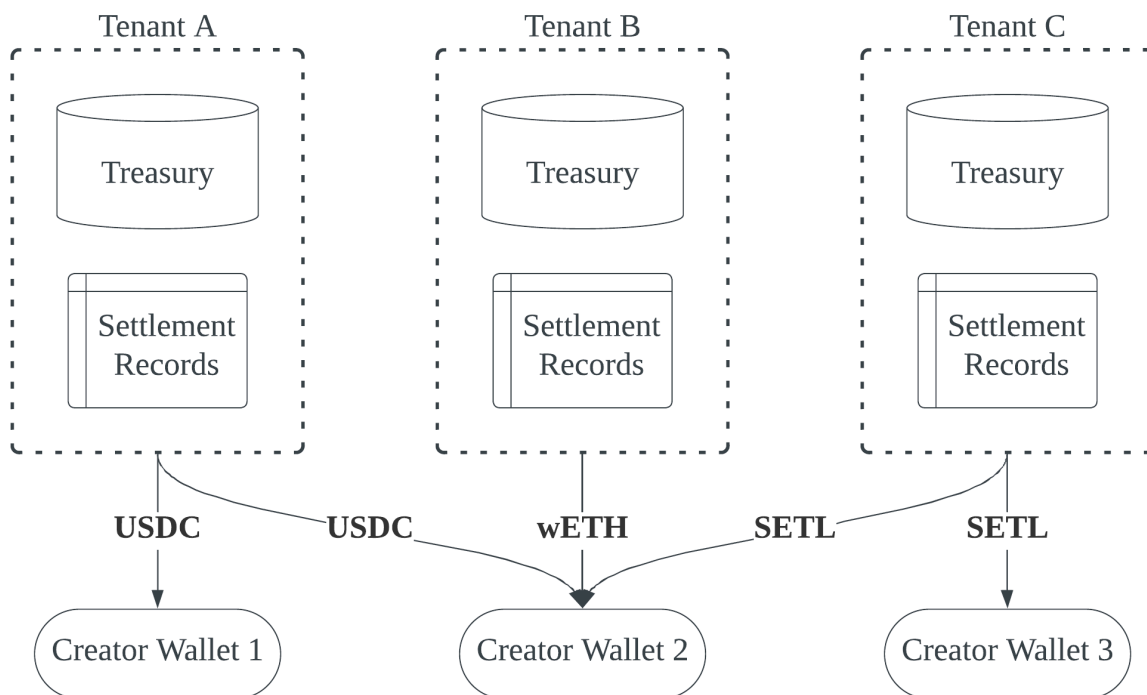 Tenant A
Tenant B
Tenant C
Treasury
Treasury
Treasury
Settlement
Records
Settlement
Records
Settlement
Records
USDC
USDC
wETH
SETL
SETL
Creator Wallet 1
Creator Wallet 2
Creator Wallet 3